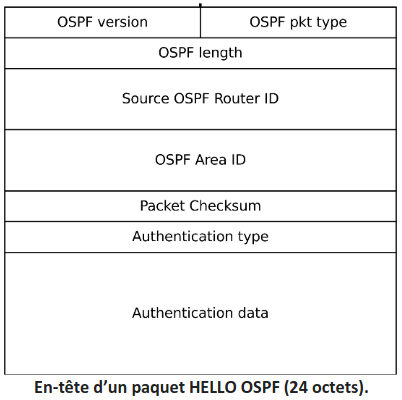 OSPF version OSPF pkt type
OSPF length
Source OSPF Router ID
OSPF Area ID
Packet Checksum
Authentication type
Authentication data
En-tête d’un paquet HELLO OSPF (24 octets).